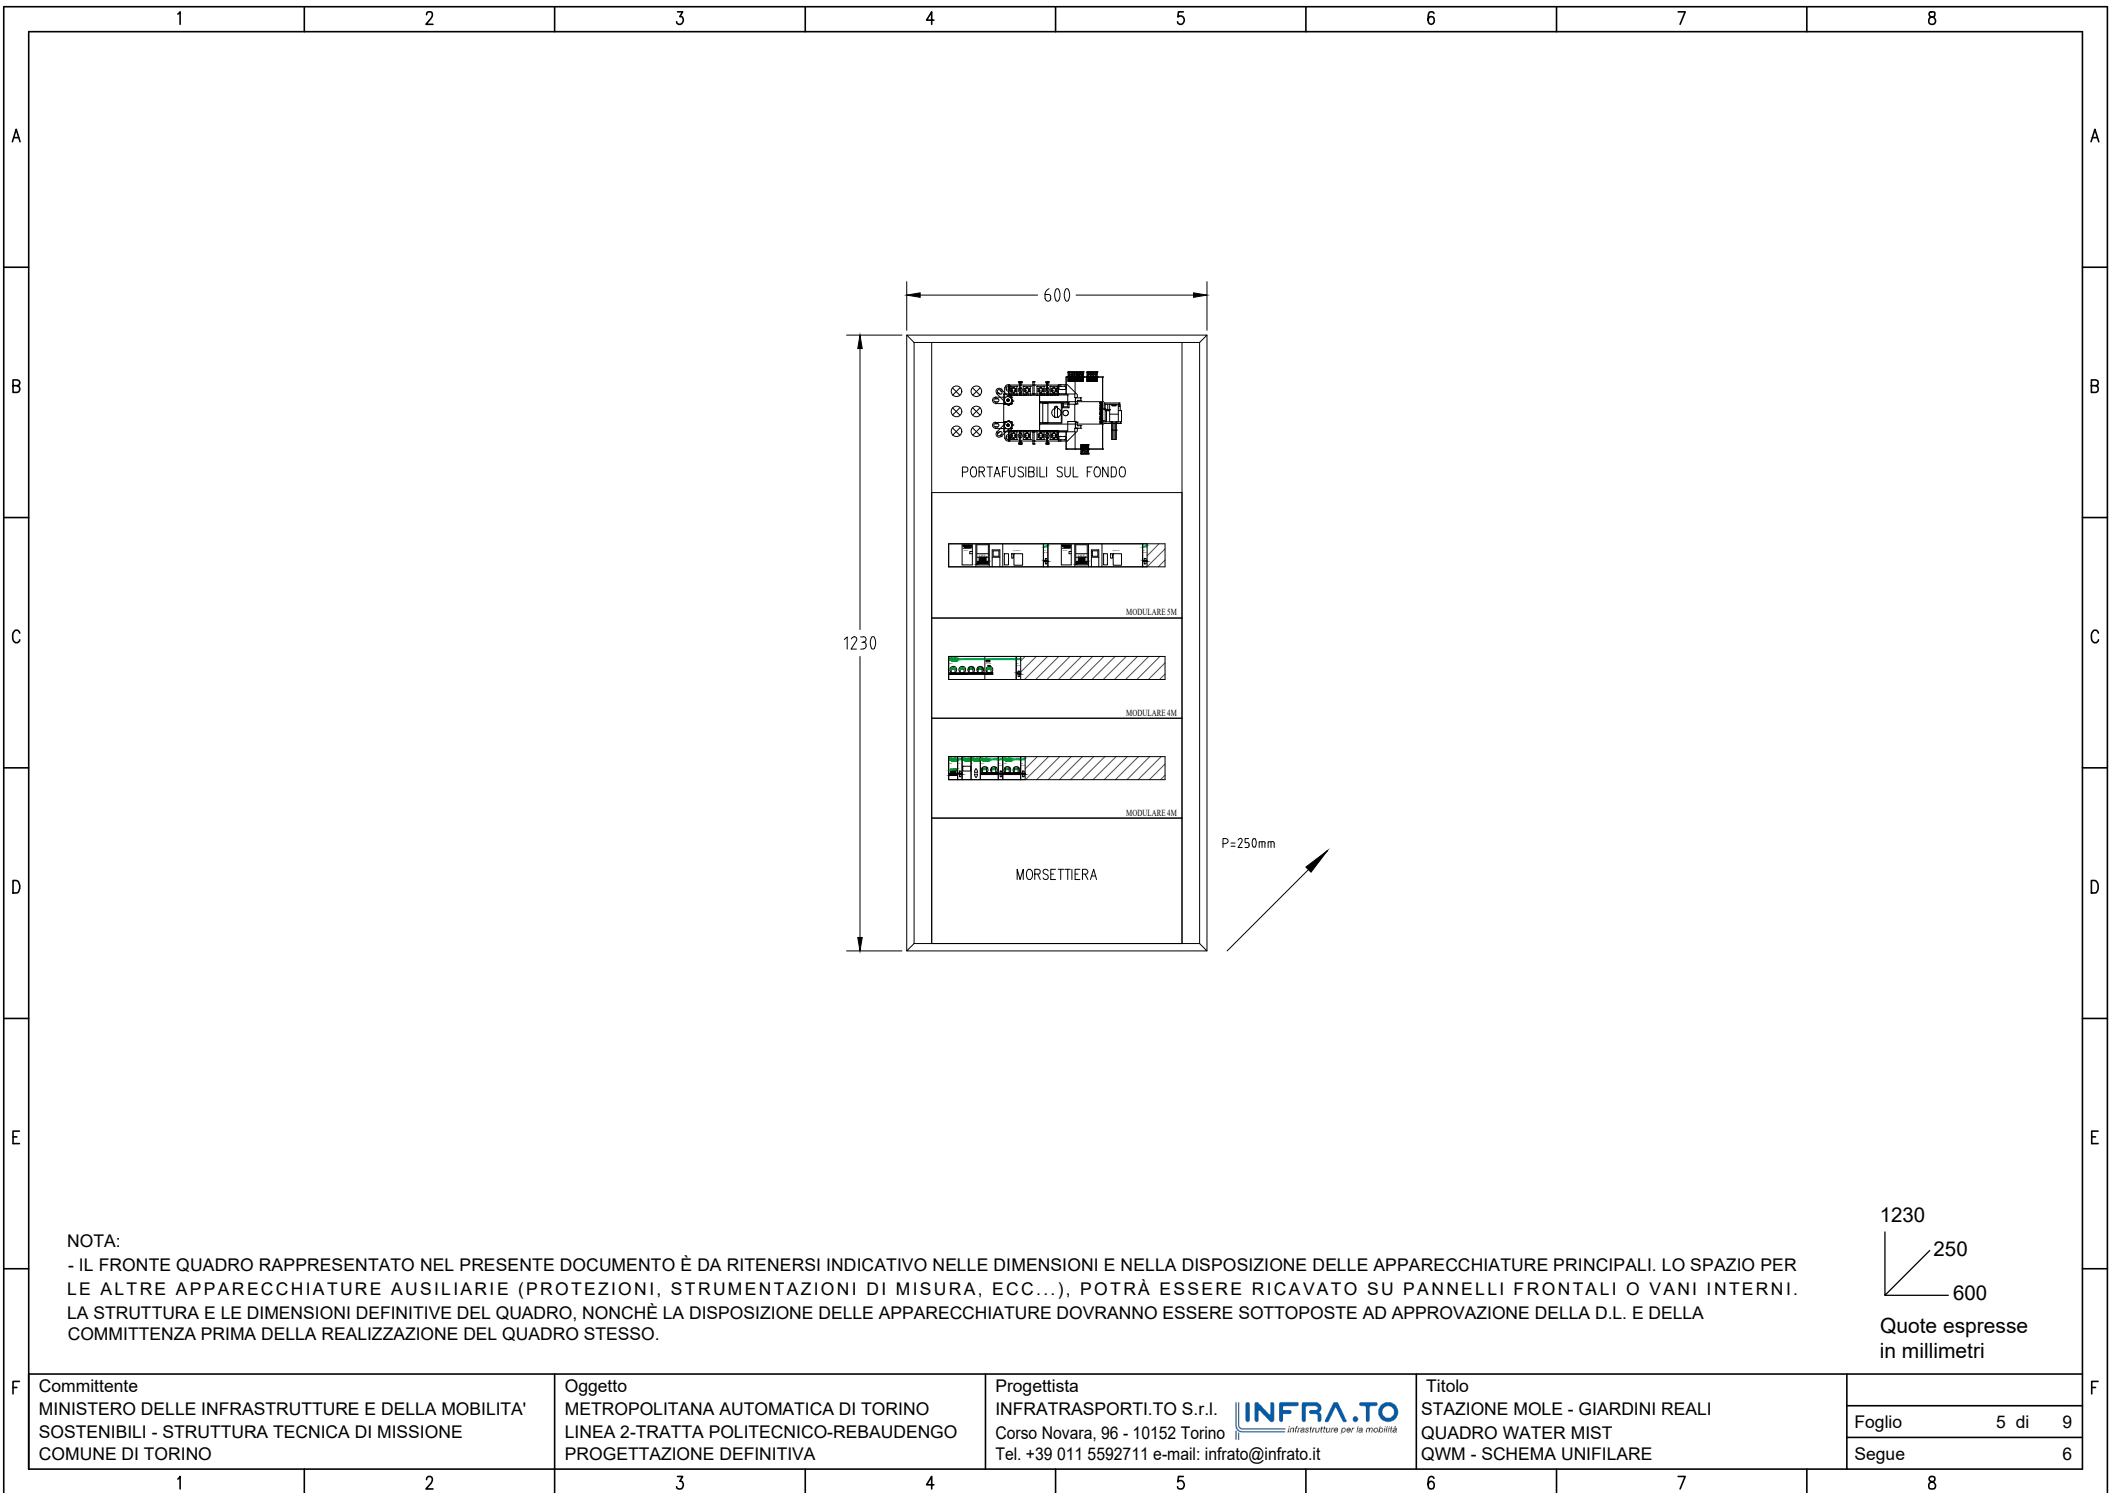 1 2 3 4 5 6 7 8
A A
B B
C C
D D
E E
F F
600
1230
PORTAFUSIBILI SUL FONDO
MODULARE 5M
MODULARE 4M
MODULARE 4M
MORSETTIERA
P=250mm
NOTA:
- IL FRONTE QUADRO RAPPRESENTATO NEL PRESENTE DOCUMENTO È DA RITENERSI INDICATIVO NELLE DIMENSIONI E NELLA DISPOSIZIONE DELLE APPARECCHIATURE PRINCIPALI. LO SPAZIO PER
LE ALTRE APPARECCHIATURE AUSILIARIE (PROTEZIONI, STRUMENTAZIONI DI MISURA, ECC...), POTRÀ ESSERE RICAVATO SU PANNELLI FRONTALI O VANI INTERNI.
LA STRUTTURA E LE DIMENSIONI DEFINITIVE DEL QUADRO, NONCHÈ LA DISPOSIZIONE DELLE APPARECCHIATURE DOVRANNO ESSERE SOTTOPOSTE AD APPROVAZIONE DELLA D.L. E DELLA
COMMITTENZA PRIMA DELLA REALIZZAZIONE DEL QUADRO STESSO.
1230
250
600
Quote espresse
in millimetri
Committente
MINISTERO DELLE INFRASTRUTTURE E DELLA MOBILITA'
SOSTENIBILI - STRUTTURA TECNICA DI MISSIONE
COMUNE DI TORINO
Oggetto
METROPOLITANA AUTOMATICA DI TORINO
LINEA 2-TRATTA POLITECNICO-REBAUDENGO
PROGETTAZIONE DEFINITIVA
Progettista
INFRATRASPORTI.TO S.r.l.
Corso Novara, 96 - 10152 Torino
Tel. +39 011 5592711 e-mail: infrato@infrato.it
INFRA.TO
infrastrutture per la mobilità
Titolo
STAZIONE MOLE - GIARDINI REALI
QUADRO WATER MIST
QWM - SCHEMA UNIFILARE
Foglio 5 di 9
Segue 6
1 2 3 4 5 6 7 8